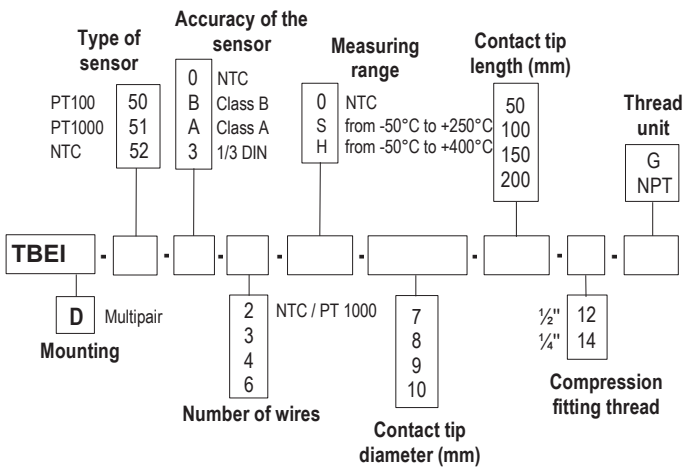 Type of
sensor
PT100 50
PT1000 51
NTC 52
Accuracy of the
sensor
0 NTC
B Class B
A Class A
3 1/3 DIN
Measuring
range
0 NTC
S from -50°C to +250°C
H from -50°C to +400°C
Contact tip
length (mm)
50
100
150
200
Thread
unit
G
NPT
TBEI - - - - - - - -
D Multipair
Mounting
2 NTC / PT 1000
3
4
6
Number of wires
7
8
9
10
Contact tip
diameter (mm)
½" 12
¼" 14
Compression
fitting thread